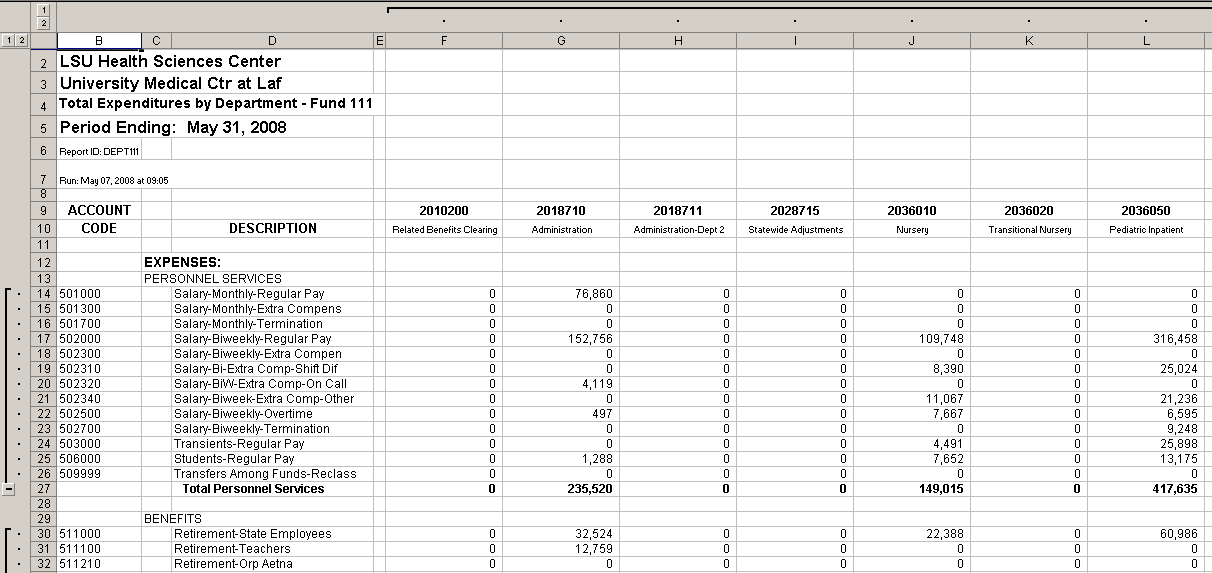 1
2
1 2 B C D E F G H I J K L
2 LSU Health Sciences Center
3 University Medical Ctr at Laf
4 Total Expenditures by Department - Fund 111
5 Period Ending: May 31, 2008
6 Report ID: DEPT111
7 Run: May 07, 2008 at 09:05
8
9 ACCOUNT 2010200 2018710 2018711 2028715 2036010 2036020 2036050
10 CODE DESCRIPTION Related Benefits Clearing Administration Administration-Dept 2 Statewide Adjustments Nursery Transitional Nursery Pediatric Inpatient
11
12 EXPENSES:
13 PERSONNEL SERVICES
14 501000 Salary-Monthly-Regular Pay 0 76,860 0 0 0 0 0
15 501300 Salary-Monthly-Extra Compens 0 0 0 0 0 0 0
16 501700 Salary-Monthly-Termination 0 0 0 0 0 0 0
17 502000 Salary-Biweekly-Regular Pay 0 152,756 0 0 109,748 0 316,458
18 502300 Salary-Biweekly-Extra Compen 0 0 0 0 0 0 0
19 502310 Salary-Bi-Extra Comp-Shift Dif 0 0 0 0 8,390 0 25,024
20 502320 Salary-BiW-Extra Comp-On Call 0 4,119 0 0 0 0 0
21 502340 Salary-Biweek-Extra Comp-Other 0 0 0 0 11,067 0 21,236
22 502500 Salary-Biweekly-Overtime 0 497 0 0 7,667 0 6,595
23 502700 Salary-Biweekly-Termination 0 0 0 0 0 0 9,248
24 503000 Transients-Regular Pay 0 0 0 0 4,491 0 25,898
25 506000 Students-Regular Pay 0 1,288 0 0 7,652 0 13,175
26 509999 Transfers Among Funds-Reclass 0 0 0 0 0 0 0
27 Total Personnel Services 0 235,520 0 0 149,015 0 417,635
28
29 BENEFITS
30 511000 Retirement-State Employees 0 32,524 0 0 22,388 0 60,986
31 511100 Retirement-Teachers 0 12,759 0 0 0 0 0
32 511210 Retirement-Orp Aetna 0 0 0 0 0 0 0